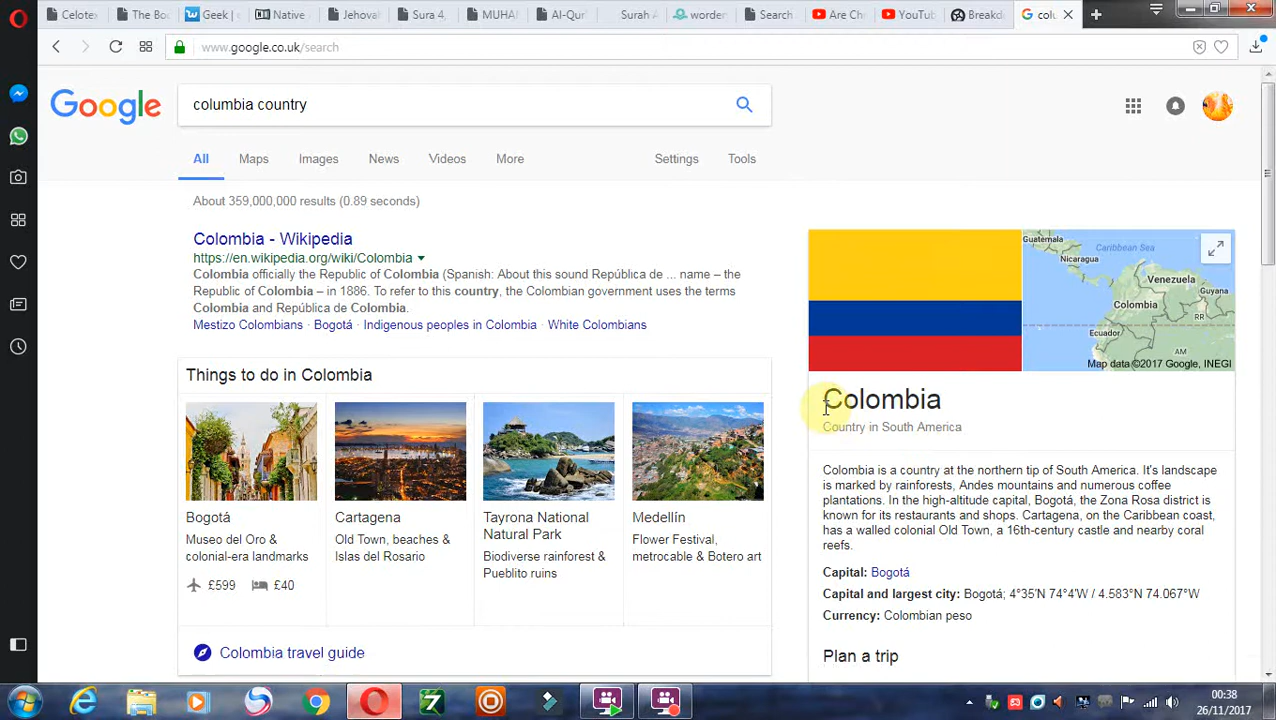 Celotex
The Boo
Geek |
Native
Jehovah
Sura 4,
MUHA
Al-Qur'
Surah A
words
Search
Are Ch
YouTub
Breakdo
colu
www.google.co.uk/search
Google
columbia country
All Maps Images News Videos More Settings Tools
About 359,000,000 results (0.89 seconds)
Colombia - Wikipedia
https://en.wikipedia.org/wiki/Colombia
Colombia officially the Republic of Colombia (Spanish: About this sound República de ... name – the
Republic of Colombia – in 1886. To refer to this country, the Colombian government uses the terms
Colombia and República de Colombia.
Mestizo Colombians · Bogotá · Indigenous peoples in Colombia · White Colombians
Things to do in Colombia
Bogotá
Museo del Oro &
colonial-era landmarks
£599 £40
Cartagena
Old Town, beaches &
Islas del Rosario
Tayrona National
Natural Park
Biodiverse rainforest &
Pueblito ruins
Medellín
Flower Festival,
metrocable & Botero art
Colombia travel guide
Guatemala
Caribbean Sea
Nicaragua
Venezuela
Guyana
Colombia
RR
Ecuador
AM
Map data ©2017 Google, INEGI
Colombia
Country in South America
Colombia is a country at the northern tip of South America. It's landscape
is marked by rainforests, Andes mountains and numerous coffee
plantations. In the high-altitude capital, Bogotá, the Zona Rosa district is
known for its restaurants and shops. Cartagena, on the Caribbean coast,
has a walled colonial Old Town, a 16th-century castle and nearby coral
reefs.
Capital: Bogotá
Capital and largest city: Bogotá; 4°35′N 74°4′W / 4.583°N 74.067°W
Currency: Colombian peso
Plan a trip
00:38
26/11/2017